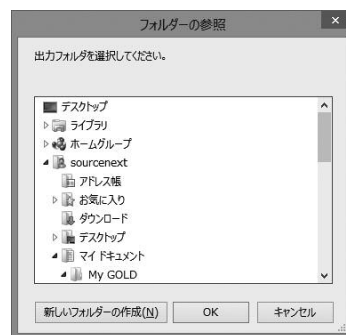 フォルダーの参照
出力フォルダを選択してください。
デスクトップ
ライブラリ
ホームグループ
sourcenext
アドレス帳
お気に入り
ダウンロード
デスクトップ
マイ ドキュメント
My GOLD
新しいフォルダーの作成(N)
OK
キャンセル